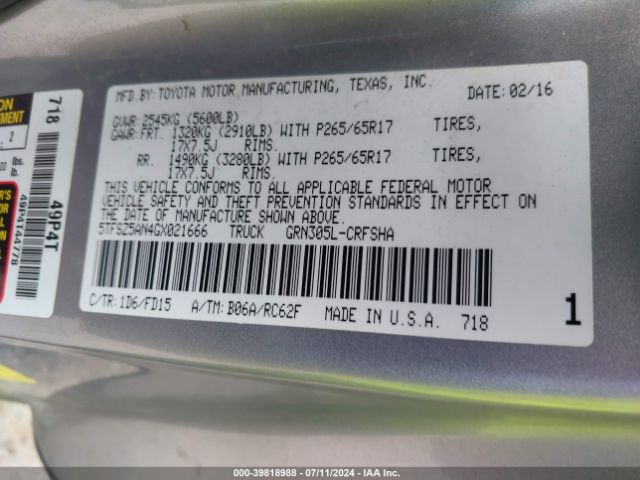 MFD.BY: TOYOTA MOTOR MANUFACTURING, TEXAS, INC. DATE: 02/16
GVWR 2545KG (5600LB)
GAWR: FRT. 1320KG (2910LB) WITH P265/65R17 TIRES,
17X7.5J RIMS.
RR. 1490KG (3280LB) WITH P265/65R17 TIRES,
17X7.5J RIMS.
THIS VEHICLE CONFORMS TO ALL APPLICABLE FEDERAL MOTOR
VEHICLE SAFETY AND THEFT PREVENTION STANDARDS IN EFFECT ON THE
DATE OF MANUFACTURE SHOWN ABOVE.
5TFSZ5AN4GX021666 TRUCK GRN305L-CRFSHA
C/TR: 1D6/FD15 A/TM: B06A/RC62F MADE IN U.S.A. 718
1
718
49P4T
49P4144778
2
lbs.
lb.
000-39818988 - 07/11/2024 - IAA Inc.